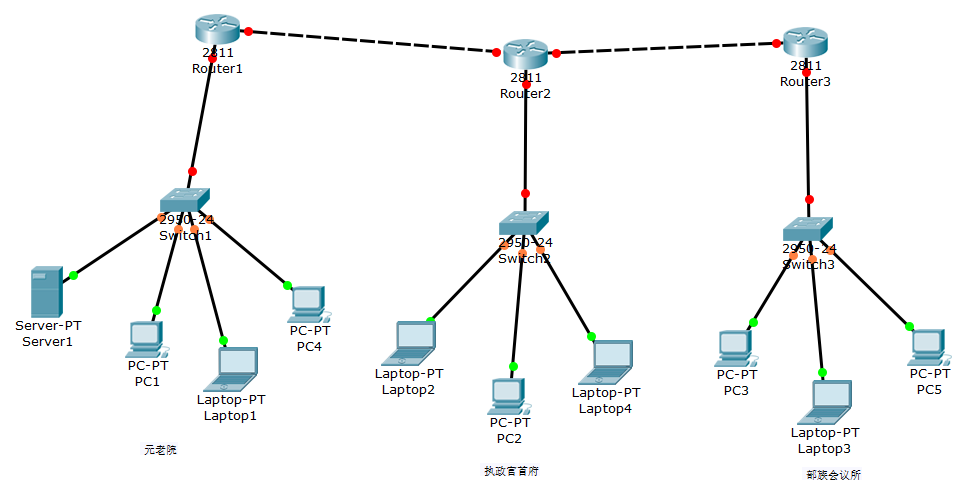 2811
Router1
2811
Router2
2811
Router3
2950-24
Switch1
2950-24
Switch2
2950-24
Switch3
Server-PT
Server1
PC-PT
PC1
Laptop-PT
Laptop1
PC-PT
PC4
Laptop-PT
Laptop2
PC-PT
PC2
Laptop-PT
Laptop4
PC-PT
PC3
Laptop-PT
Laptop3
PC-PT
PC5
元老院
执政官首府
部族会议所